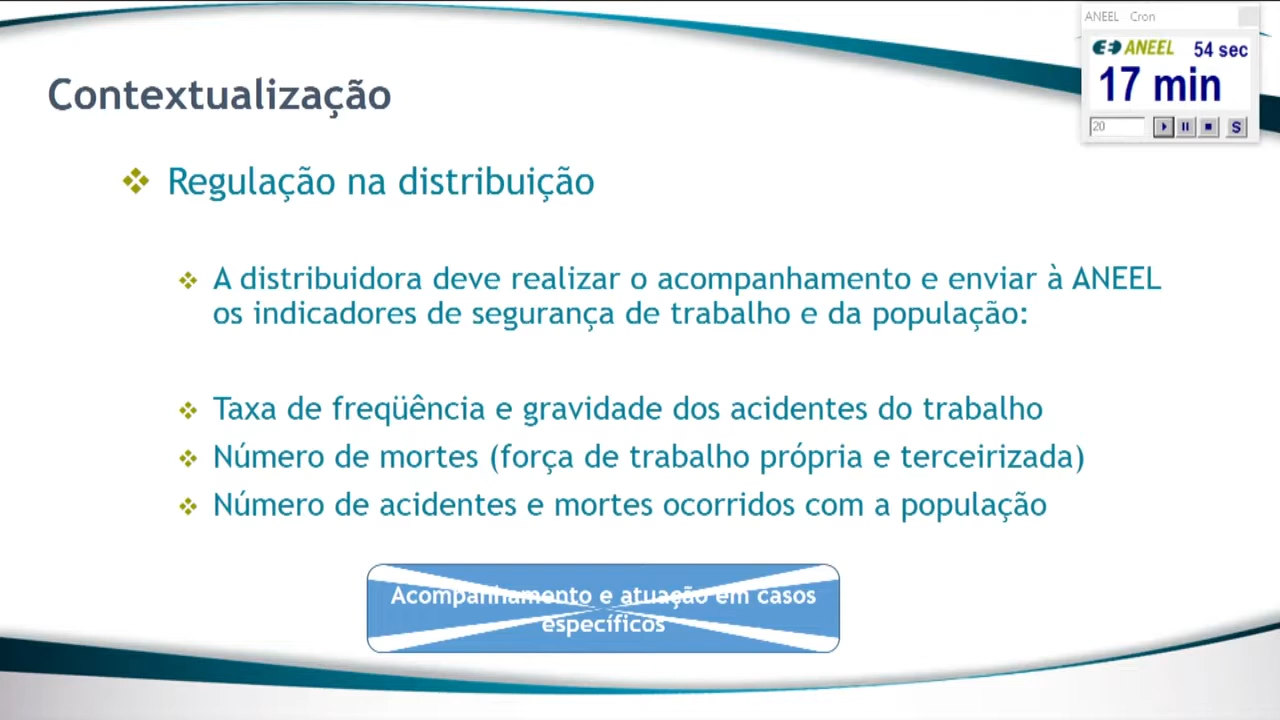 ANEEL Cron
ANEEL 54 sec
17 min
20
S
Contextualização
Regulação na distribuição
A distribuidora deve realizar o acompanhamento e enviar à ANEEL
os indicadores de segurança de trabalho e da população:
Taxa de freqüência e gravidade dos acidentes do trabalho
Número de mortes (força de trabalho própria e terceirizada)
Número de acidentes e mortes ocorridos com a população
Acompanhamento e atuação em casos
específicos